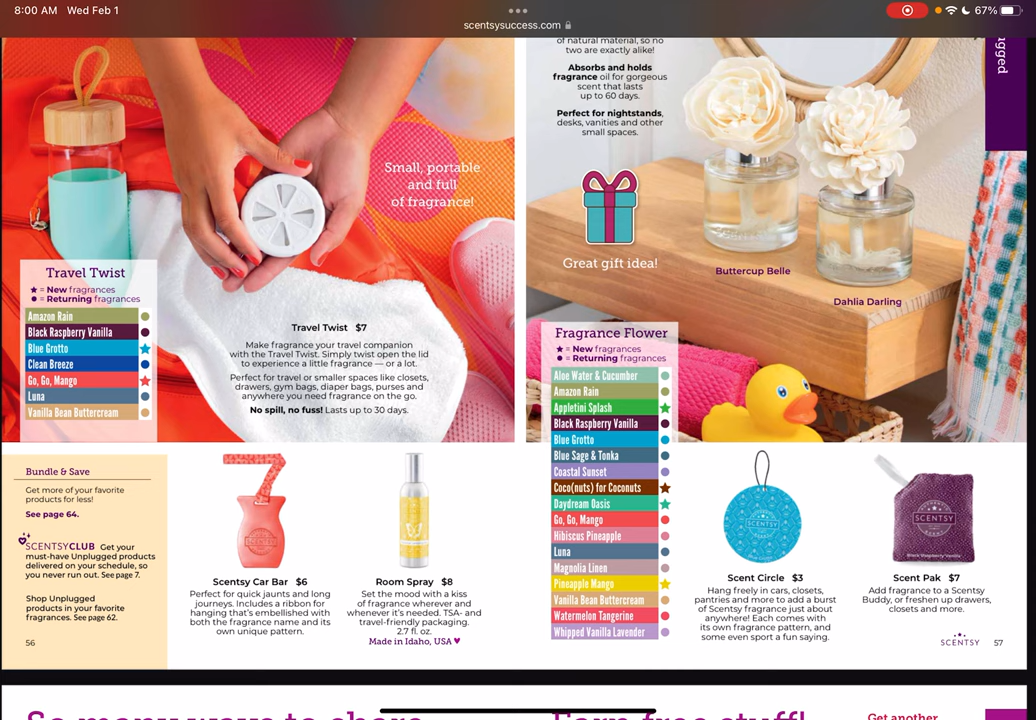 8:00 AM Wed Feb 1
67%
scentsysuccess.com
Small, portable
and full
of fragrance!
Travel Twist
★ = New fragrances
● = Returning fragrances
Amazon Rain
Black Raspberry Vanilla
Blue Grotto
Clean Breeze
Go, Go, Mango
Luna
Vanilla Bean Buttercream
Travel Twist $7
Make fragrance your travel companion
with the Travel Twist. Simply twist open the lid
to experience a little fragrance — or a lot.
Perfect for travel or smaller spaces like closets,
drawers, gym bags, diaper bags, purses and
anywhere you need fragrance on the go.
No spill, no fuss! Lasts up to 30 days.
Bundle & Save
Get more of your favorite
products for less!
See page 64.
SCENTSYCLUB Get your
must-have Unplugged products
delivered on your schedule, so
you never run out. See page 7.
Shop Unplugged
products in your favorite
fragrances. See page 62.
56
Scentsy Car Bar $6
Perfect for quick jaunts and long
journeys. Includes a ribbon for
hanging that's embellished with
both the fragrance name and its
own unique pattern.
Room Spray $8
Set the mood with a kiss
of fragrance wherever and
whenever it's needed. TSA- and
travel-friendly packaging.
2.7 fl. oz.
Made in Idaho, USA ♥
of natural material, so no
two are exactly alike!
Absorbs and holds
fragrance oil for gorgeous
scent that lasts
up to 60 days.
Perfect for nightstands,
desks, vanities and other
small spaces.
Great gift idea!
Buttercup Belle
Dahlia Darling
ugged
Fragrance Flower
★ = New fragrances
● = Returning fragrances
Aloe Water & Cucumber
Amazon Rain
Appletini Splash
Black Raspberry Vanilla
Blue Grotto
Blue Sage & Tonka
Coastal Sunset
Coco(nuts) for Coconuts
Daydream Oasis
Go, Go, Mango
Hibiscus Pineapple
Luna
Magnolia Linen
Pineapple Mango
Vanilla Bean Buttercream
Watermelon Tangerine
Whipped Vanilla Lavender
SCENTSY
Scent Circle $3
Hang freely in cars, closets,
pantries and more to add a burst
of Scentsy fragrance just about
anywhere! Each comes with
its own fragrance pattern, and
some even sport a fun saying.
SCENTSY
Black Raspberry Vanilla
Scent Pak $7
Add fragrance to a Scentsy
Buddy, or freshen up drawers,
closets and more.
SCENTSY 57
So many ways to share
Earn free stuff!
Get another